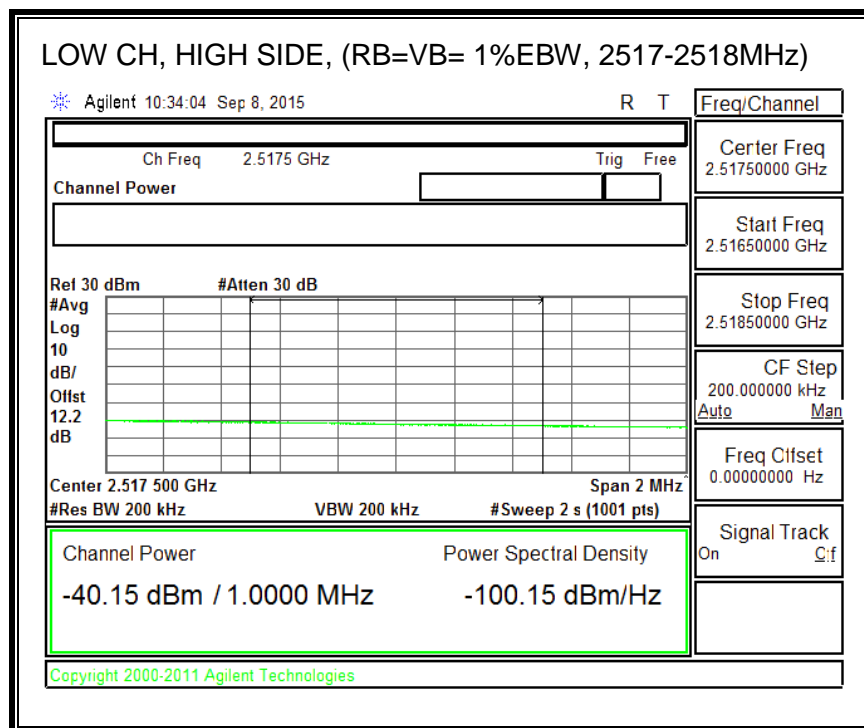 LOW CH, HIGH SIDE, (RB=VB= 1%EBW, 2517-2518MHz)
Agilent 10:34:04 Sep 8, 2015 R T
Freq/Channel
Ch Freq 2.5175 GHz Trig Free
Channel Power
Center Freq
2.51750000 GHz
Start Freq
2.51650000 GHz
Stop Freq
2.51850000 GHz
CF Step
200.000000 kHz
Auto Man
Freq Offset
0.00000000 Hz
Signal Track
On Off
Ref 30 dBm #Atten 30 dB
#Avg
Log
10
dB/
Offst
12.2
dB
Center 2.517 500 GHz Span 2 MHz
#Res BW 200 kHz VBW 200 kHz #Sweep 2 s (1001 pts)
Channel Power Power Spectral Density
-40.15 dBm / 1.0000 MHz -100.15 dBm/Hz
Copyright 2000-2011 Agilent Technologies